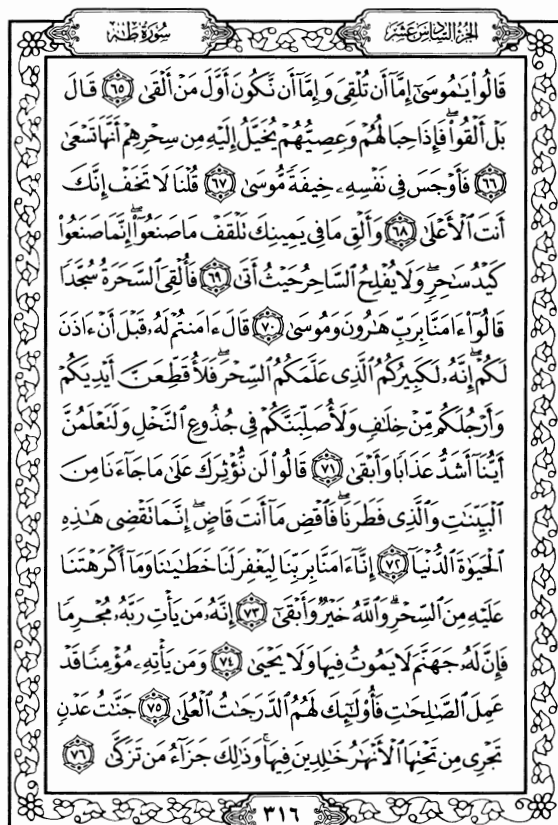 سُورَةُ طه
الجُزْءُ السَّادِسَ عَشَرَ
قَالُوا۟ يَٰمُوسَىٰٓ إِمَّآ أَن تُلْقِىَ وَإِمَّآ أَن نَّكُونَ أَوَّلَ مَنْ أَلْقَىٰ ۝٦٥ قَالَ
بَلْ أَلْقُوا۟ۖ فَإِذَا حِبَالُهُمْ وَعِصِيُّهُمْ يُخَيَّلُ إِلَيْهِ مِن سِحْرِهِمْ أَنَّهَا تَسْعَىٰ
۝٦٦ فَأَوْجَسَ فِى نَفْسِهِۦ خِيفَةً مُّوسَىٰ ۝٦٧ قُلْنَا لَا تَخَفْ إِنَّكَ
أَنتَ ٱلْأَعْلَىٰ ۝٦٨ وَأَلْقِ مَا فِى يَمِينِكَ تَلْقَفْ مَا صَنَعُوٓا۟ۖ إِنَّمَا صَنَعُوا۟
كَيْدُ سَٰحِرٍۖ وَلَا يُفْلِحُ ٱلسَّاحِرُ حَيْثُ أَتَىٰ ۝٦٩ فَأُلْقِىَ ٱلسَّحَرَةُ سُجَّدًا
قَالُوٓا۟ ءَامَنَّا بِرَبِّ هَٰرُونَ وَمُوسَىٰ ۝٧٠ قَالَ ءَامَنتُمْ لَهُۥ قَبْلَ أَنْ ءَاذَنَ
لَكُمْۖ إِنَّهُۥ لَكَبِيرُكُمُ ٱلَّذِى عَلَّمَكُمُ ٱلسِّحْرَۖ فَلَأُقَطِّعَنَّ أَيْدِيَكُمْ
وَأَرْجُلَكُم مِّنْ خِلَٰفٍ وَلَأُصَلِّبَنَّكُمْ فِى جُذُوعِ ٱلنَّخْلِ وَلَتَعْلَمُنَّ
أَيُّنَآ أَشَدُّ عَذَابًا وَأَبْقَىٰ ۝٧١ قَالُوا۟ لَن نُّؤْثِرَكَ عَلَىٰ مَا جَآءَنَا مِنَ
ٱلْبَيِّنَٰتِ وَٱلَّذِى فَطَرَنَاۖ فَٱقْضِ مَآ أَنتَ قَاضٍۖ إِنَّمَا تَقْضِى هَٰذِهِ
ٱلْحَيَوٰةَ ٱلدُّنْيَآ ۝٧٢ إِنَّآ ءَامَنَّا بِرَبِّنَا لِيَغْفِرَ لَنَا خَطَٰيَٰنَا وَمَآ أَكْرَهْتَنَا
عَلَيْهِ مِنَ ٱلسِّحْرِۗ وَٱللَّهُ خَيْرٌ وَأَبْقَىٰٓ ۝٧٣ إِنَّهُۥ مَن يَأْتِ رَبَّهُۥ مُجْرِمًا
فَإِنَّ لَهُۥ جَهَنَّمَ لَا يَمُوتُ فِيهَا وَلَا يَحْيَىٰ ۝٧٤ وَمَن يَأْتِهِۦ مُؤْمِنًا قَدْ
عَمِلَ ٱلصَّٰلِحَٰتِ فَأُو۟لَٰٓئِكَ لَهُمُ ٱلدَّرَجَٰتُ ٱلْعُلَىٰ ۝٧٥ جَنَّٰتُ عَدْنٍ
تَجْرِى مِن تَحْتِهَا ٱلْأَنْهَٰرُ خَٰلِدِينَ فِيهَاۚ وَذَٰلِكَ جَزَآءُ مَن تَزَكَّىٰ ۝٧٦
٣١٦